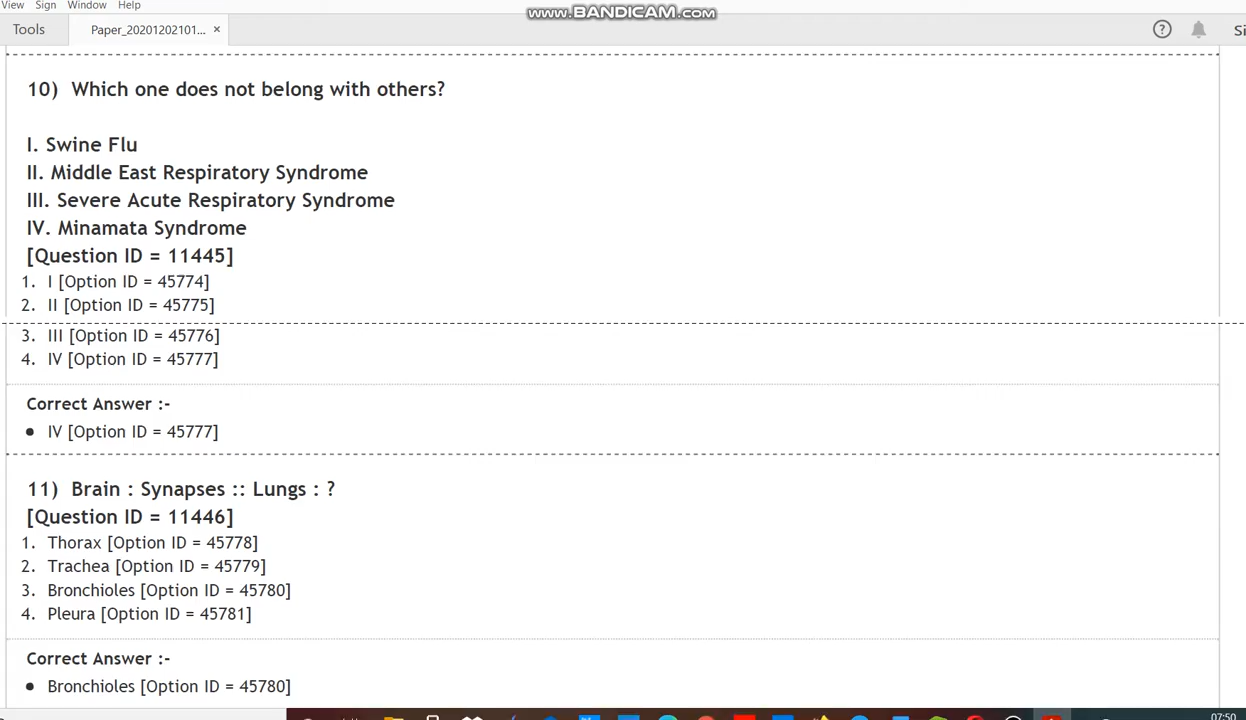 View Sign Window Help
www.BANDICAM.com
Tools
Paper_20201202101... ×
?
10) Which one does not belong with others?
I. Swine Flu
II. Middle East Respiratory Syndrome
III. Severe Acute Respiratory Syndrome
IV. Minamata Syndrome
[Question ID = 11445]
1. I [Option ID = 45774]
2. II [Option ID = 45775]
3. III [Option ID = 45776]
4. IV [Option ID = 45777]
Correct Answer :-
• IV [Option ID = 45777]
11) Brain : Synapses :: Lungs : ?
[Question ID = 11446]
1. Thorax [Option ID = 45778]
2. Trachea [Option ID = 45779]
3. Bronchioles [Option ID = 45780]
4. Pleura [Option ID = 45781]
Correct Answer :-
• Bronchioles [Option ID = 45780]
07:50